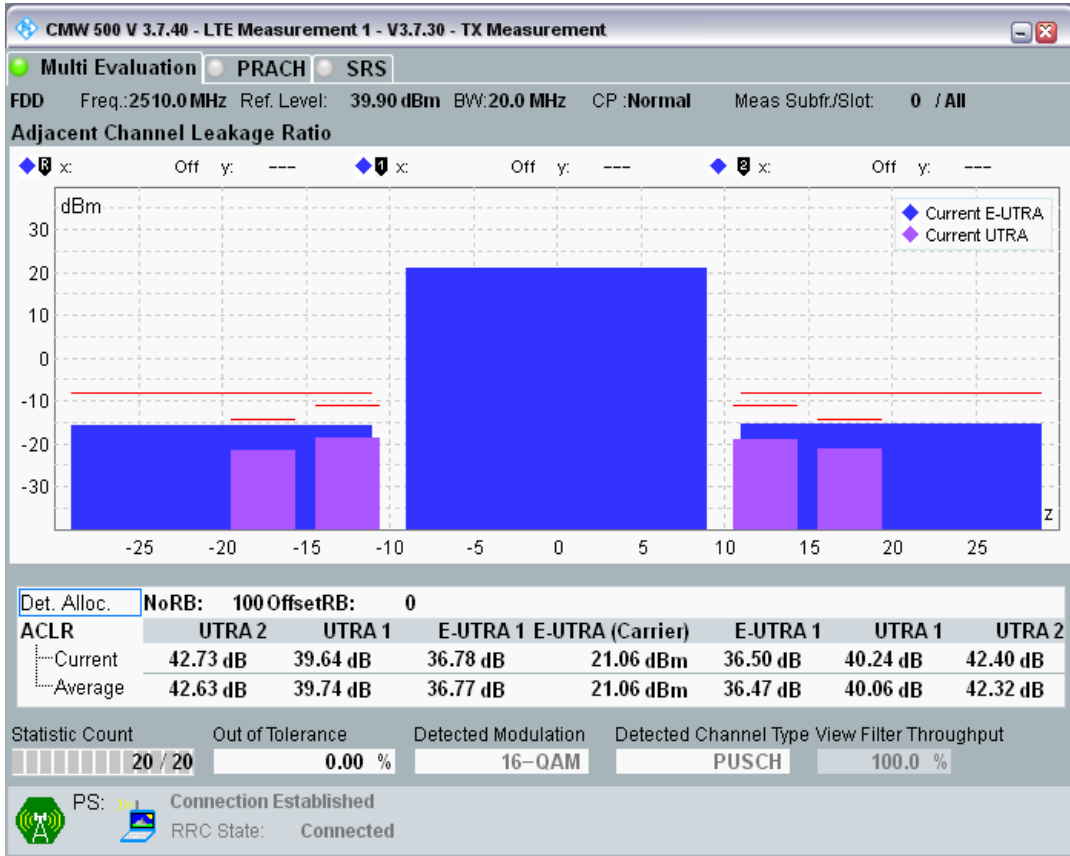 CMW 500 V 3.7.40 - LTE Measurement 1 - V3.7.30 - TX Measurement
Multi Evaluation PRACH SRS
FDD Freq.:2510.0 MHz Ref. Level: 39.90 dBm BW:20.0 MHz CP :Normal Meas Subfr./Slot: 0 / All
Adjacent Channel Leakage Ratio
R x: Off y: --- 1 x: Off y: --- 2 x: Off y: ---
dBm
Current E-UTRA
Current UTRA
30
20
10
0
-10
-20
-30
z
-25 -20 -15 -10 -5 0 5 10 15 20 25
Det. Alloc. NoRB: 100 OffsetRB: 0
ACLR UTRA 2 UTRA 1 E-UTRA 1 E-UTRA (Carrier) E-UTRA 1 UTRA 1 UTRA 2
Current 42.73 dB 39.64 dB 36.78 dB 21.06 dBm 36.50 dB 40.24 dB 42.40 dB
Average 42.63 dB 39.74 dB 36.77 dB 21.06 dBm 36.47 dB 40.06 dB 42.32 dB
Statistic Count Out of Tolerance Detected Modulation Detected Channel Type View Filter Throughput
20 / 20 0.00 % 16-QAM PUSCH 100.0 %
PS: Connection Established
RRC State: Connected